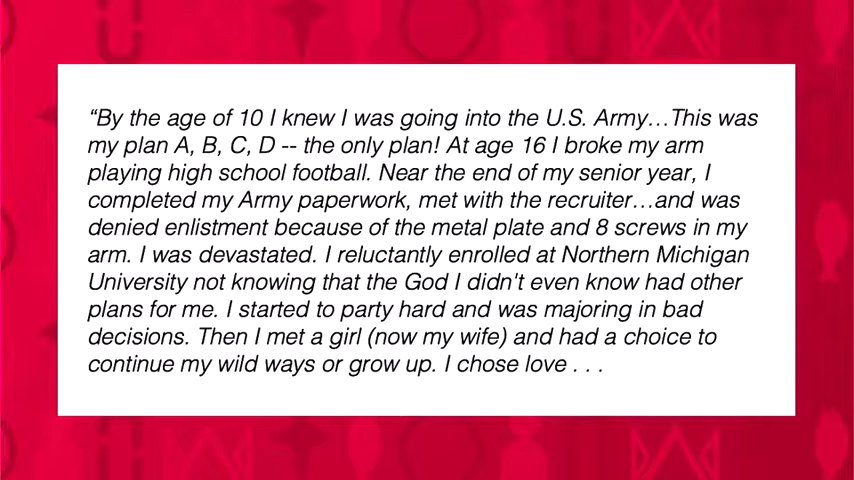 “By the age of 10 I knew I was going into the U.S. Army…This was
my plan A, B, C, D -- the only plan! At age 16 I broke my arm
playing high school football. Near the end of my senior year, I
completed my Army paperwork, met with the recruiter…and was
denied enlistment because of the metal plate and 8 screws in my
arm. I was devastated. I reluctantly enrolled at Northern Michigan
University not knowing that the God I didn't even know had other
plans for me. I started to party hard and was majoring in bad
decisions. Then I met a girl (now my wife) and had a choice to
continue my wild ways or grow up. I chose love . . .